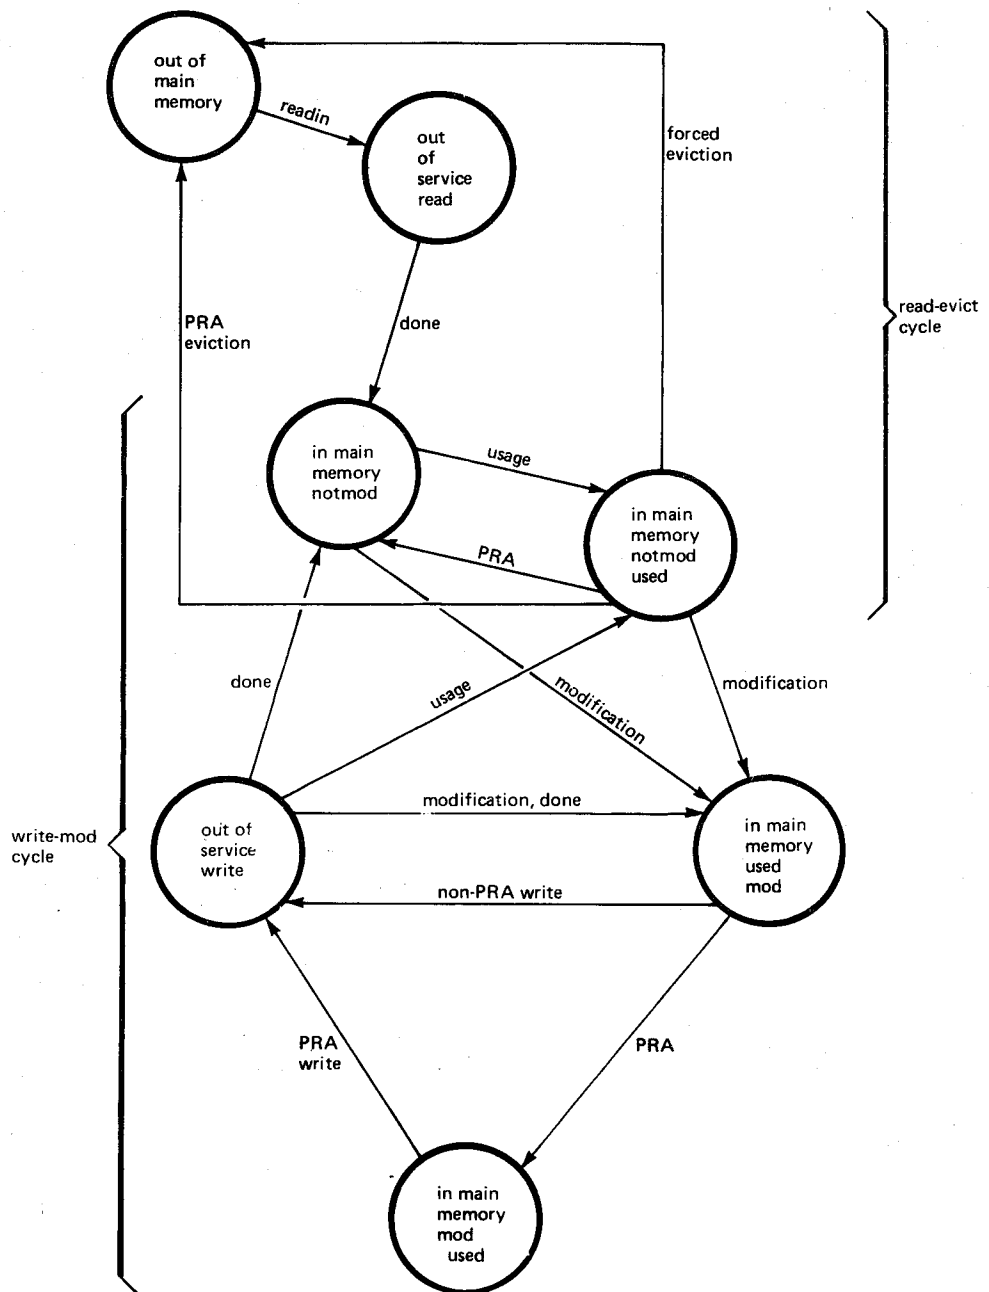 out of
main
memory
readin
out
of
service
read
forced
eviction
read-evict
cycle
PRA
eviction
done
in main
memory
notmod
usage
in main
memory
notmod
used
PRA
done
usage
modification
modification
write-mod
cycle
out of
service
write
modification, done
in main
memory
used
mod
non-PRA write
PRA
write
PRA
in main
memory
mod
used